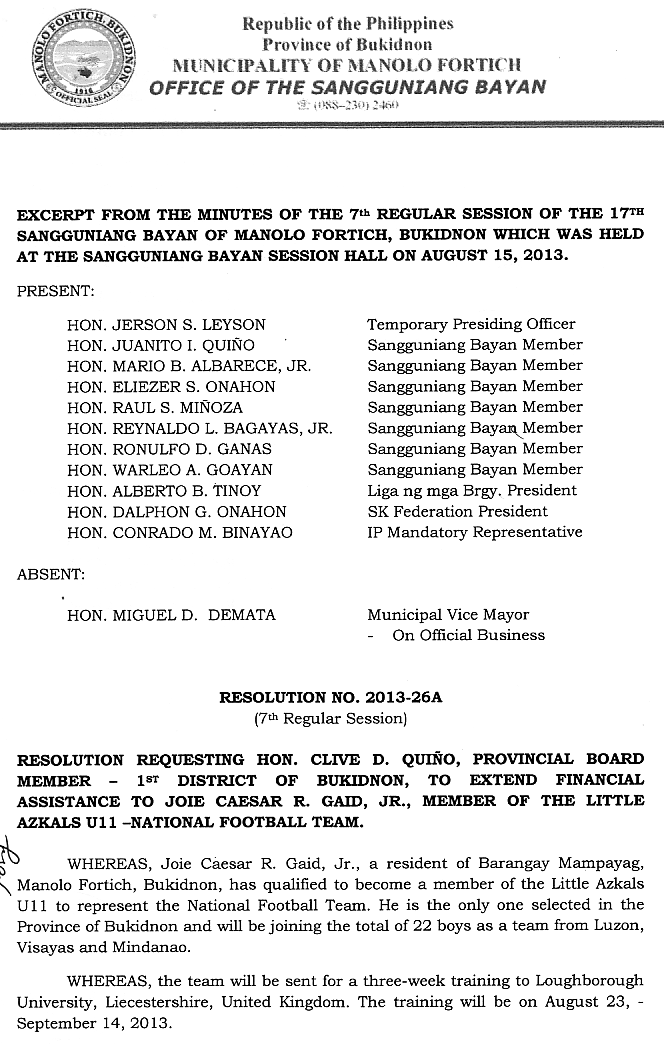 Republic of the Philippines
Province of Bukidnon
MUNICIPALITY OF MANOLO FORTICH
OFFICE OF THE SANGGUNIANG BAYAN
(088-230) 2460
MANOLO FORTICH, BUKIDNON
1916
OFFICIAL SEAL
EXCERPT FROM THE MINUTES OF THE 7th REGULAR SESSION OF THE 17TH
SANGGUNIANG BAYAN OF MANOLO FORTICH, BUKIDNON WHICH WAS HELD
AT THE SANGGUNIANG BAYAN SESSION HALL ON AUGUST 15, 2013.
PRESENT:
HON. JERSON S. LEYSON Temporary Presiding Officer
HON. JUANITO I. QUIÑO Sangguniang Bayan Member
HON. MARIO B. ALBARECE, JR. Sangguniang Bayan Member
HON. ELIEZER S. ONAHON Sangguniang Bayan Member
HON. RAUL S. MIÑOZA Sangguniang Bayan Member
HON. REYNALDO L. BAGAYAS, JR. Sangguniang Bayan Member
HON. RONULFO D. GANAS Sangguniang Bayan Member
HON. WARLEO A. GOAYAN Sangguniang Bayan Member
HON. ALBERTO B. TINOY Liga ng mga Brgy. President
HON. DALPHON G. ONAHON SK Federation President
HON. CONRADO M. BINAYAO IP Mandatory Representative
ABSENT:
HON. MIGUEL D. DEMATA Municipal Vice Mayor
- On Official Business
RESOLUTION NO. 2013-26A
(7th Regular Session)
RESOLUTION REQUESTING HON. CLIVE D. QUIÑO, PROVINCIAL BOARD
MEMBER – 1ST DISTRICT OF BUKIDNON, TO EXTEND FINANCIAL
ASSISTANCE TO JOIE CAESAR R. GAID, JR., MEMBER OF THE LITTLE
AZKALS U11 –NATIONAL FOOTBALL TEAM.
WHEREAS, Joie Caesar R. Gaid, Jr., a resident of Barangay Mampayag,
Manolo Fortich, Bukidnon, has qualified to become a member of the Little Azkals
U11 to represent the National Football Team. He is the only one selected in the
Province of Bukidnon and will be joining the total of 22 boys as a team from Luzon,
Visayas and Mindanao.
WHEREAS, the team will be sent for a three-week training to Loughborough
University, Liecestershire, United Kingdom. The training will be on August 23, -
September 14, 2013.